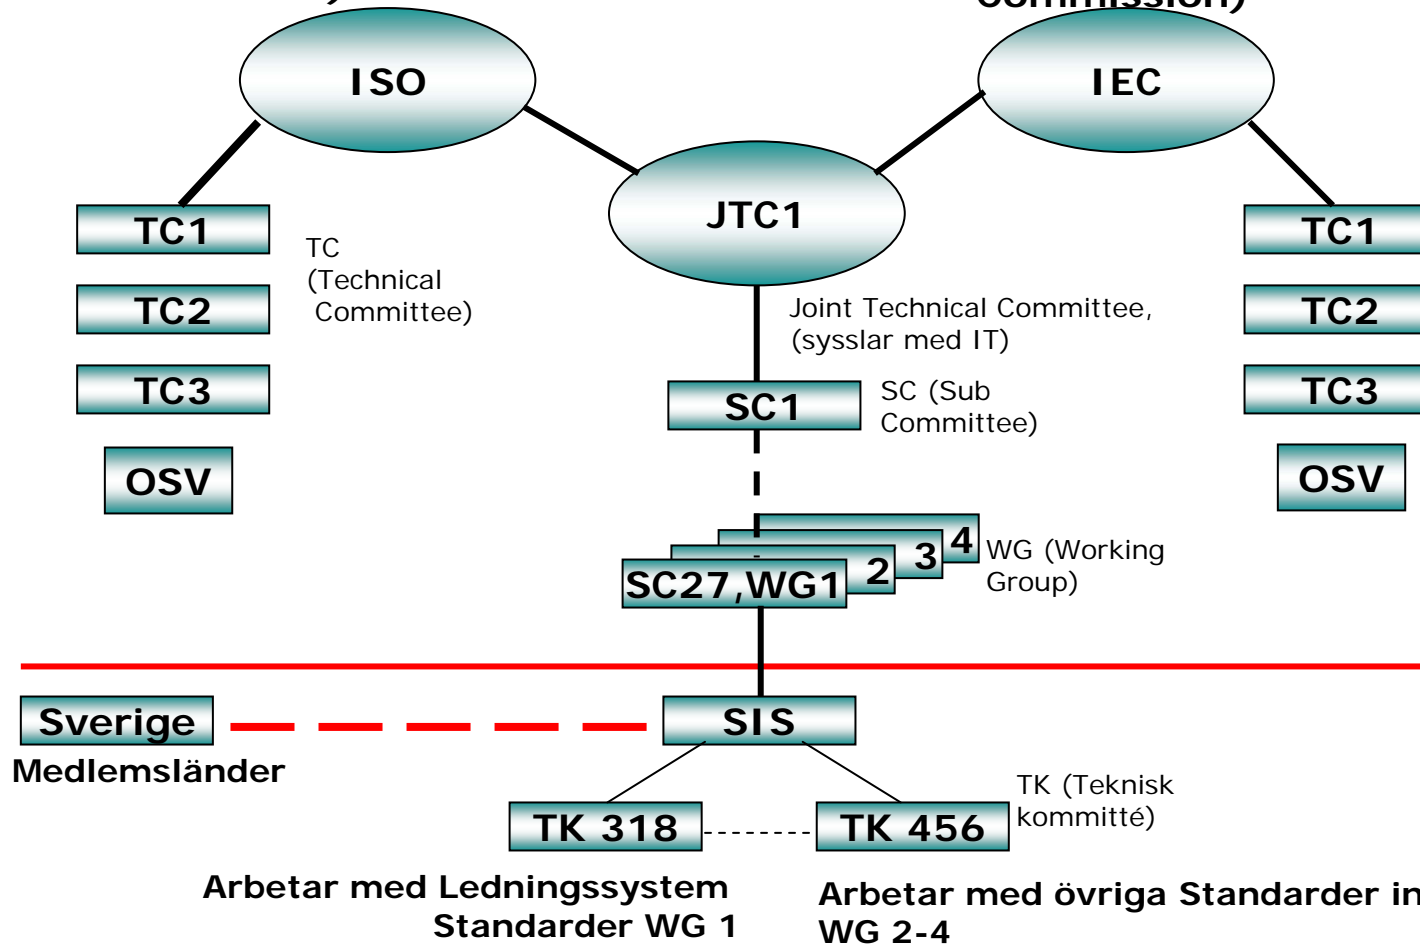 Commission)
ISO
IEC
JTC1
TC1
TC
(Technical
Committee)
TC2
TC3
OSV
Joint Technical Committee,
(sysslar med IT)
SC1
SC (Sub
Committee)
TC1
TC2
TC3
OSV
4
3
2
SC27,WG1
WG (Working
Group)
Sverige
Medlemsländer
SIS
TK 318
TK 456
TK (Teknisk
kommitté)
Arbetar med Ledningssystem
Standarder WG 1
Arbetar med övriga Standarder in
WG 2-4